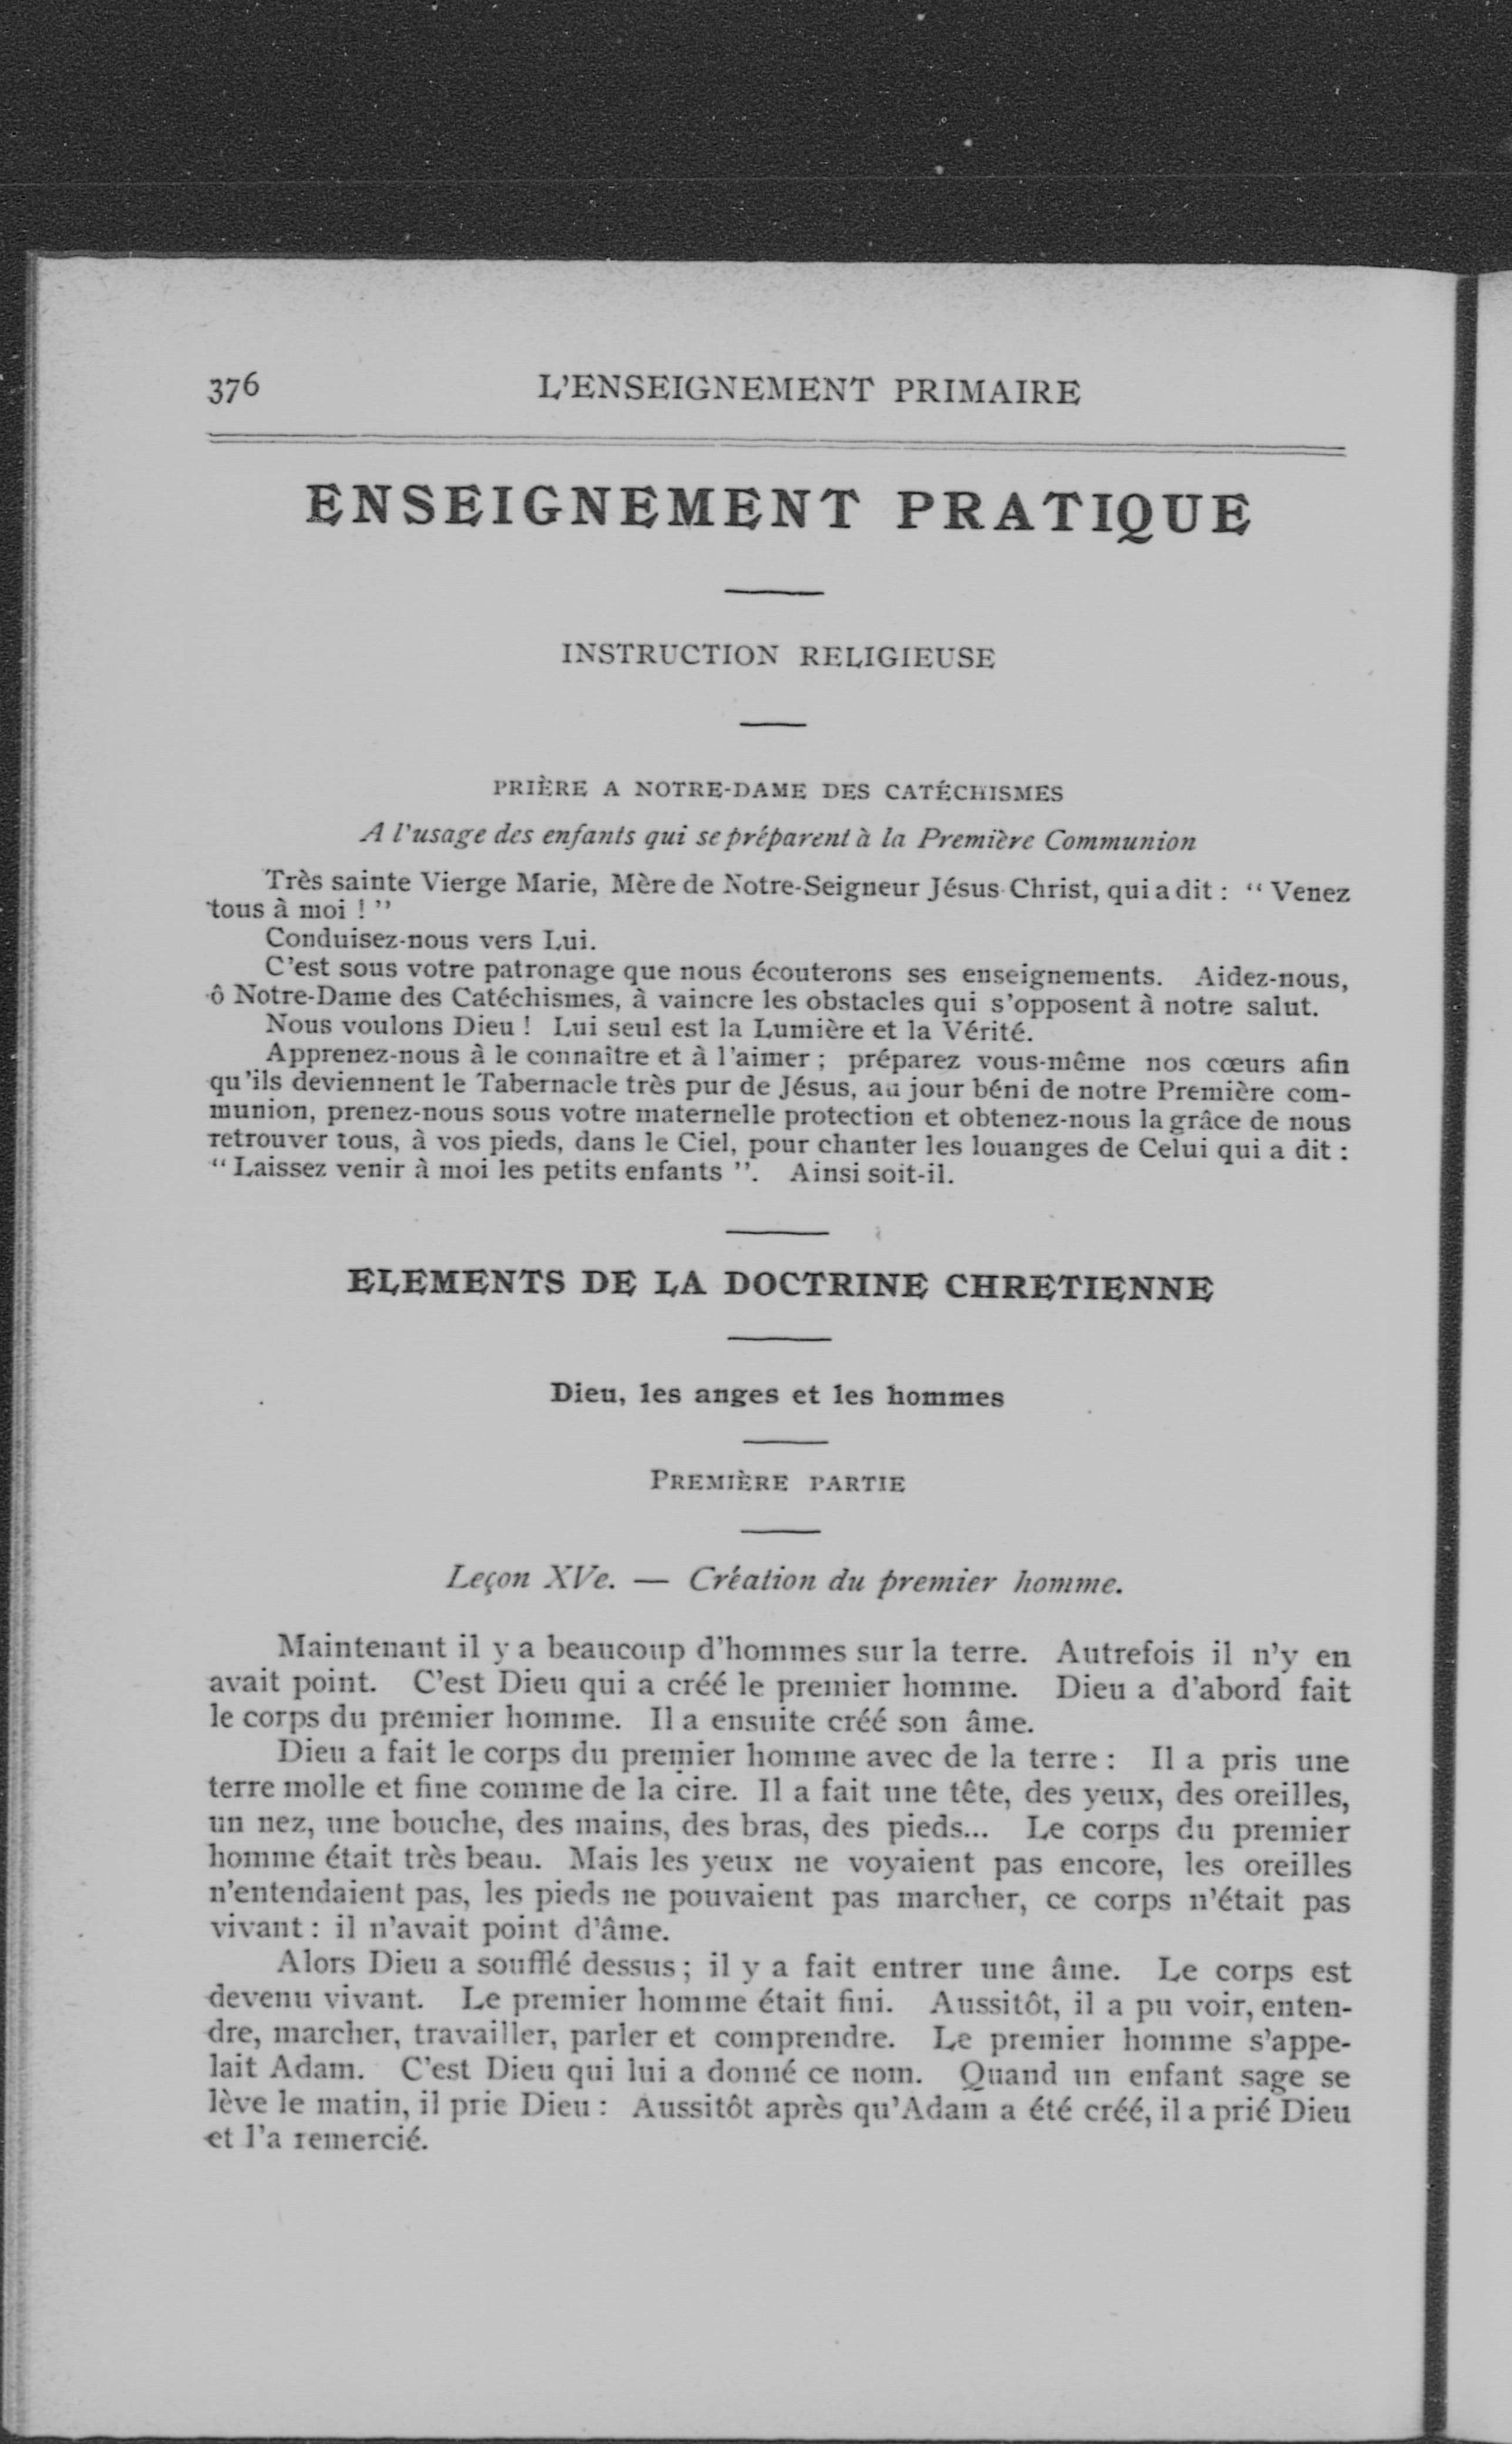 376
L'ENSEIGNEMENT PRIMAIRE
ENSEIGNEMENT PRATIQUE
INSTRUCTION RELIGIEUSE
PRIÈRE A NOTRE-DAME DES CATÉCHISMES
A l'usage des enfants qui se préparent à la Première Communion
Très sainte Vierge Marie, Mère de Notre-Seigneur Jésus-Christ, qui a dit : “ Venez
tous à moi ! ”
Conduisez-nous vers Lui.
C'est sous votre patronage que nous écouterons ses enseignements. Aidez-nous,
ô Notre-Dame des Catéchismes, à vaincre les obstacles qui s'opposent à notre salut.
Nous voulons Dieu ! Lui seul est la Lumière et la Vérité.
Apprenez-nous à le connaître et à l'aimer ; préparez vous-même nos cœurs afin
qu'ils deviennent le Tabernacle très pur de Jésus, au jour béni de notre Première com-
munion, prenez-nous sous votre maternelle protection et obtenez-nous la grâce de nous
retrouver tous, à vos pieds, dans le Ciel, pour chanter les louanges de Celui qui a dit :
“ Laissez venir à moi les petits enfants ”. Ainsi soit-il.
ELEMENTS DE LA DOCTRINE CHRETIENNE
Dieu, les anges et les hommes
PREMIÈRE PARTIE
Leçon XVe. — Création du premier homme.
Maintenant il y a beaucoup d'hommes sur la terre. Autrefois il n'y en
avait point. C'est Dieu qui a créé le premier homme. Dieu a d'abord fait
le corps du premier homme. Il a ensuite créé son âme.
Dieu a fait le corps du premier homme avec de la terre : Il a pris une
terre molle et fine comme de la cire. Il a fait une tête, des yeux, des oreilles,
un nez, une bouche, des mains, des bras, des pieds... Le corps du premier
homme était très beau. Mais les yeux ne voyaient pas encore, les oreilles
n'entendaient pas, les pieds ne pouvaient pas marcher, ce corps n'était pas
vivant : il n'avait point d'âme.
Alors Dieu a soufflé dessus ; il y a fait entrer une âme. Le corps est
devenu vivant. Le premier homme était fini. Aussitôt, il a pu voir, enten-
dre, marcher, travailler, parler et comprendre. Le premier homme s'appe-
lait Adam. C'est Dieu qui lui a donné ce nom. Quand un enfant sage se
lève le matin, il prie Dieu : Aussitôt après qu'Adam a été créé, il a prié Dieu
et l'a remercié.